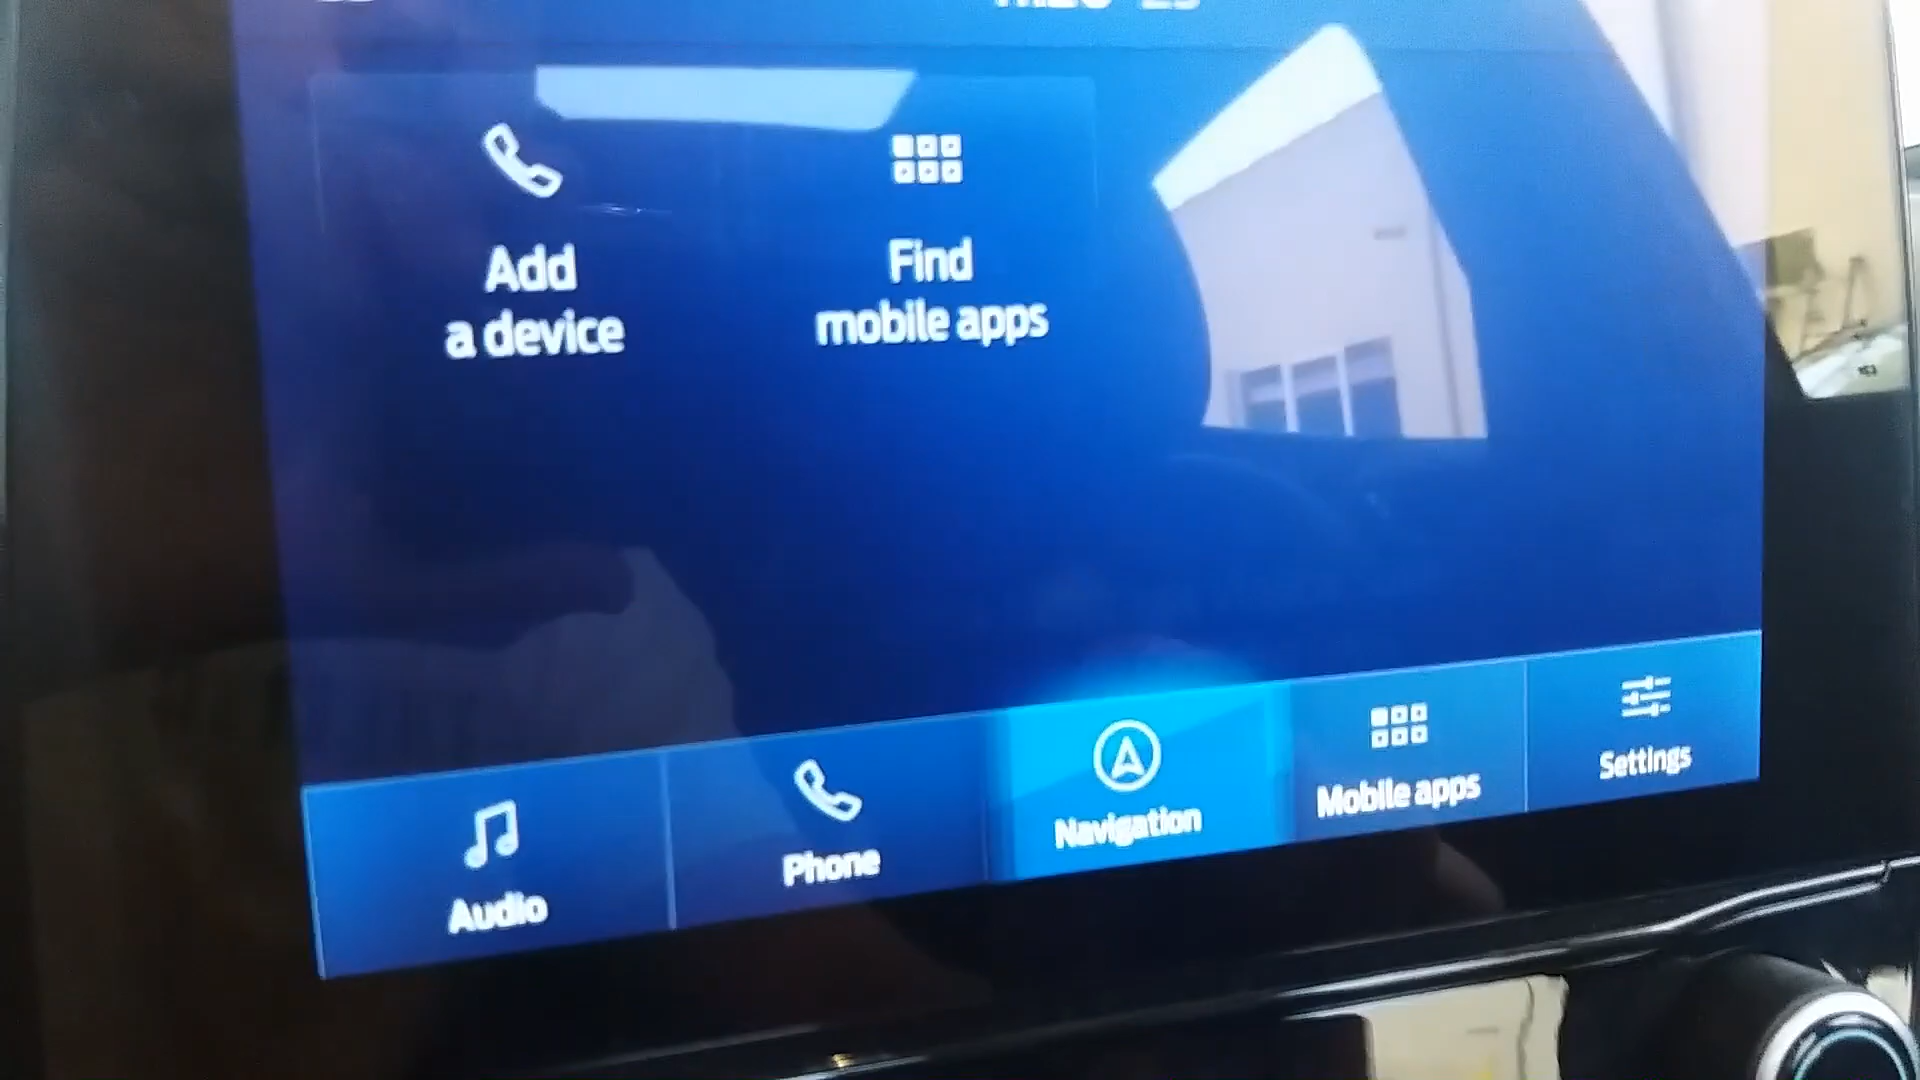 Add
a device
Find
mobile apps
Audio
Phone
Navigation
Mobile apps
Settings